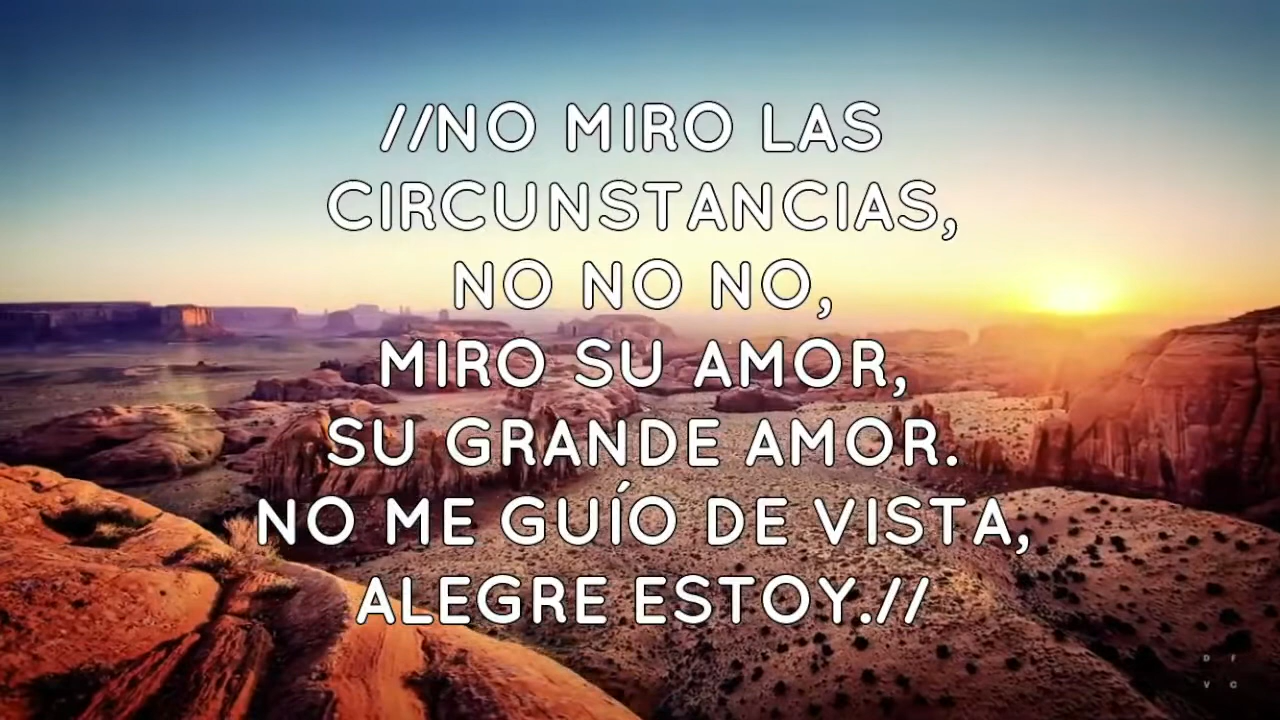 //NO MIRO LAS
CIRCUNSTANCIAS,
NO NO NO,
MIRO SU AMOR,
SU GRANDE AMOR.
NO ME GUÍO DE VISTA,
ALEGRE ESTOY.//
D F
V G